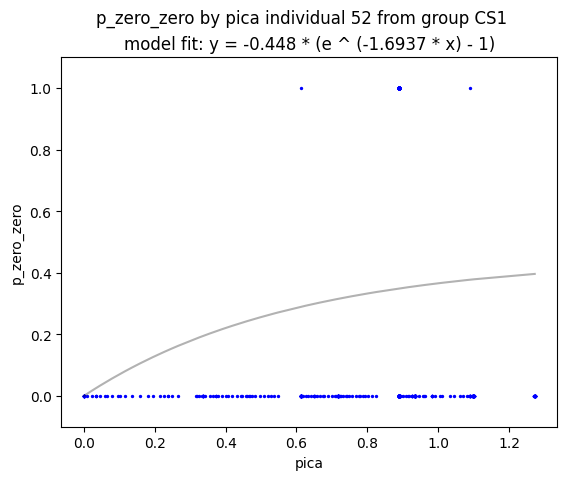 p_zero_zero by pica individual 52 from group CS1
model fit: y = -0.448 * (e ^ (-1.6937 * x) - 1)
1.0
0.8
0.6
0.4
0.2
0.0
p_zero_zero
0.0 0.2 0.4 0.6 0.8 1.0 1.2
pica